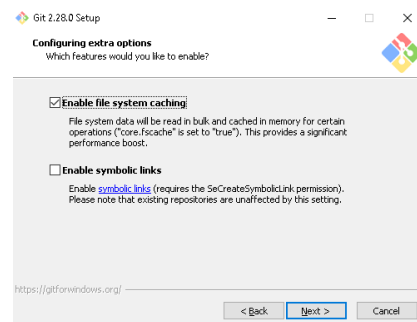 Git 2.28.0 Setup
Configuring extra options
Which features would you like to enable?
Enable file system caching
File system data will be read in bulk and cached in memory for certain
operations ("core.fscache" is set to "true"). This provides a significant
performance boost.
Enable symbolic links
Enable symbolic links (requires the SeCreateSymbolicLink permission).
Please note that existing repositories are unaffected by this setting.
https://gitforwindows.org/
< Back
Next >
Cancel